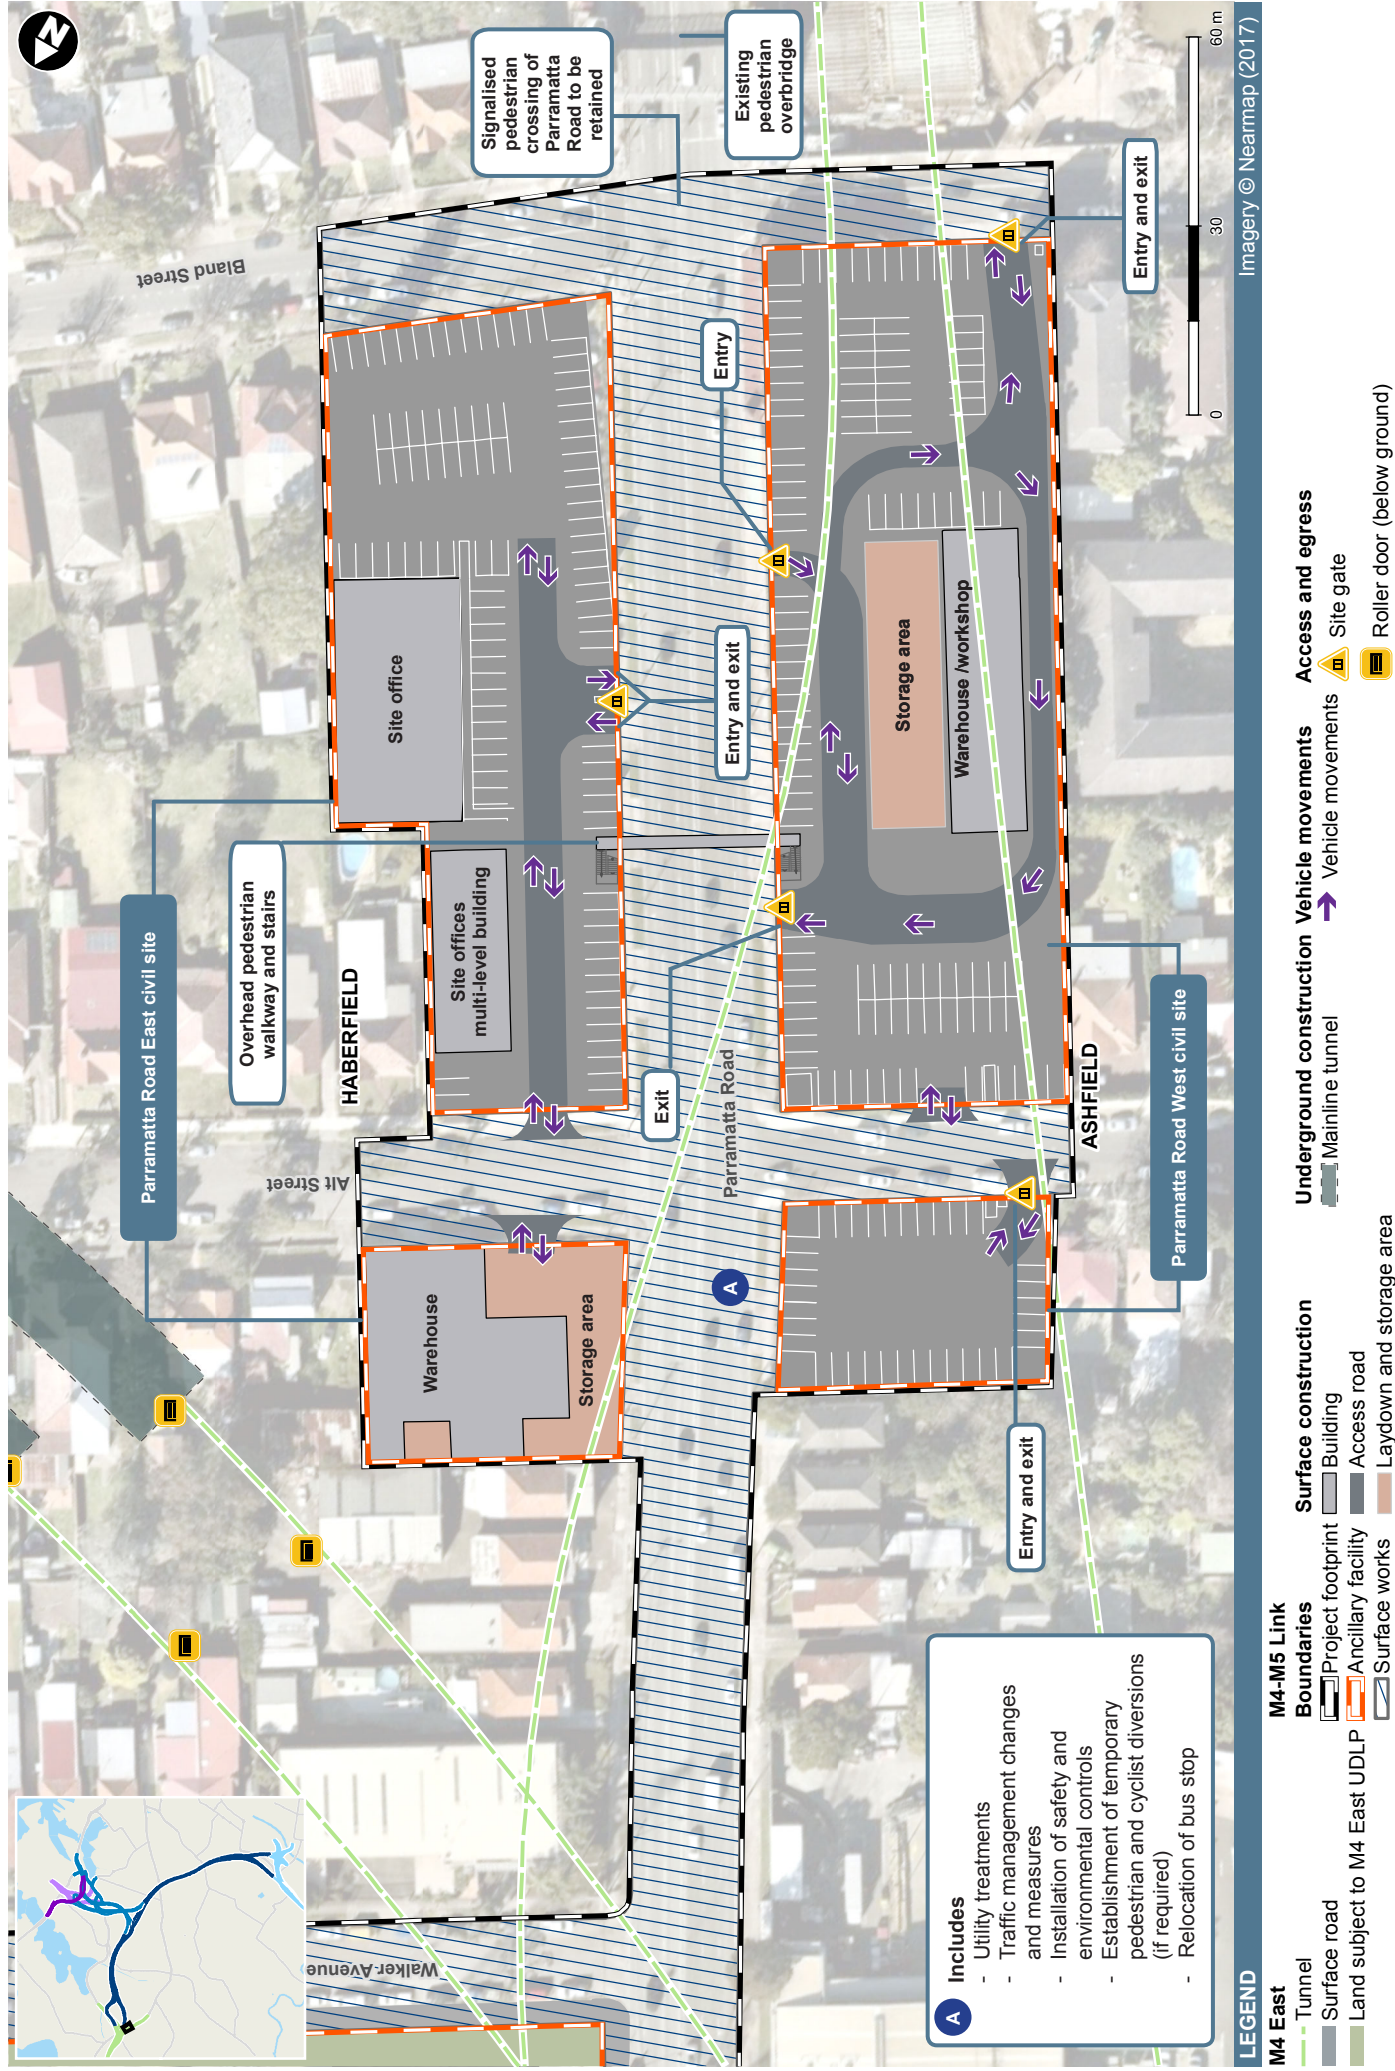 N
Signalised
pedestrian
crossing of
Parramatta
Road to be
retained
Existing
pedestrian
overbridge
Bland Street
Entry and exit
Entry
Entry and exit
Site office
Storage area
Warehouse /workshop
Parramatta Road East civil site
Overhead pedestrian
walkway and stairs
HABERFIELD
Site offices
multi-level building
Exit
Parramatta Road
ASHFIELD
Parramatta Road West civil site
Alt Street
Warehouse
Storage area
A
Entry and exit
Walker Avenue
A
Includes
- Utility treatments
- Traffic management changes
and measures
- Installation of safety and
environmental controls
- Establishment of temporary
pedestrian and cyclist diversions
(if required)
- Relocation of bus stop
0 30 60 m
Imagery © Nearmap (2017)
LEGEND
M4 East
Tunnel
Surface road
Land subject to M4 East UDLP
M4-M5 Link
Boundaries
Project footprint
Ancillary facility
Surface works
Surface construction
Building
Access road
Laydown and storage area
Underground construction
Mainline tunnel
Vehicle movements
Vehicle movements
Access and egress
Site gate
Roller door (below ground)